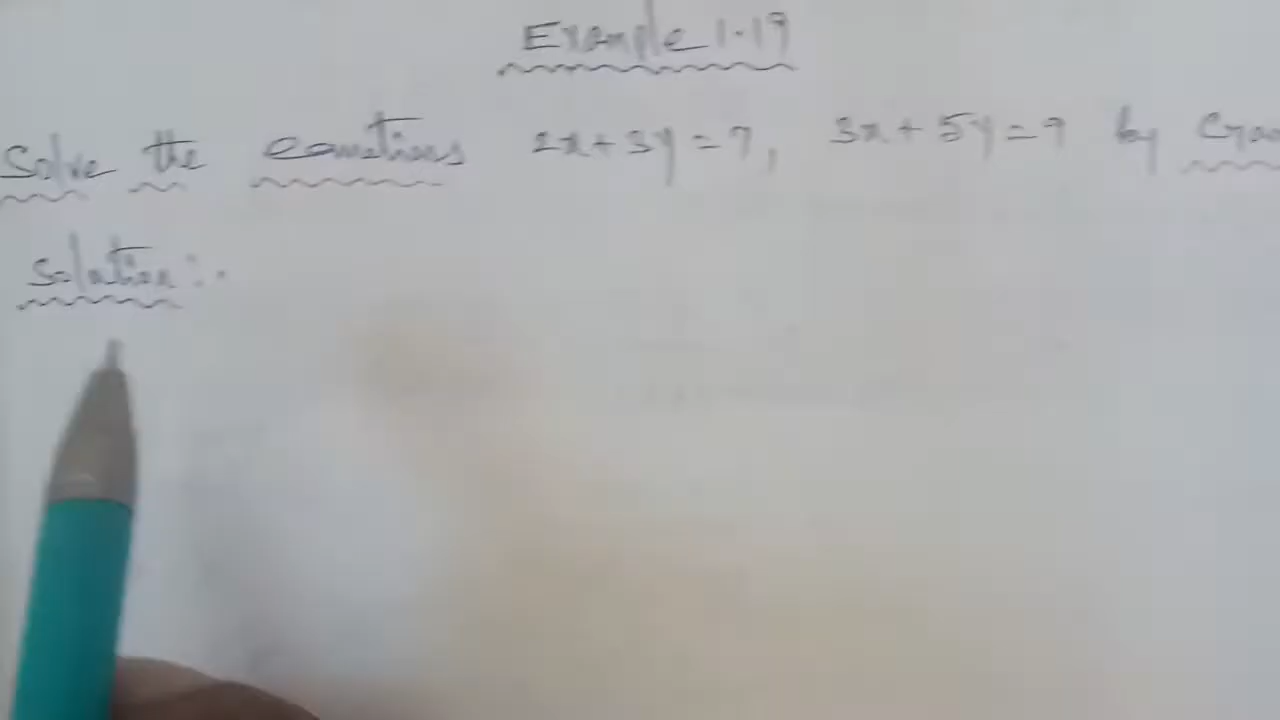 Example 1.19
Solve the equations 2x+3y=7, 3x+5y=9 by
Solution:-